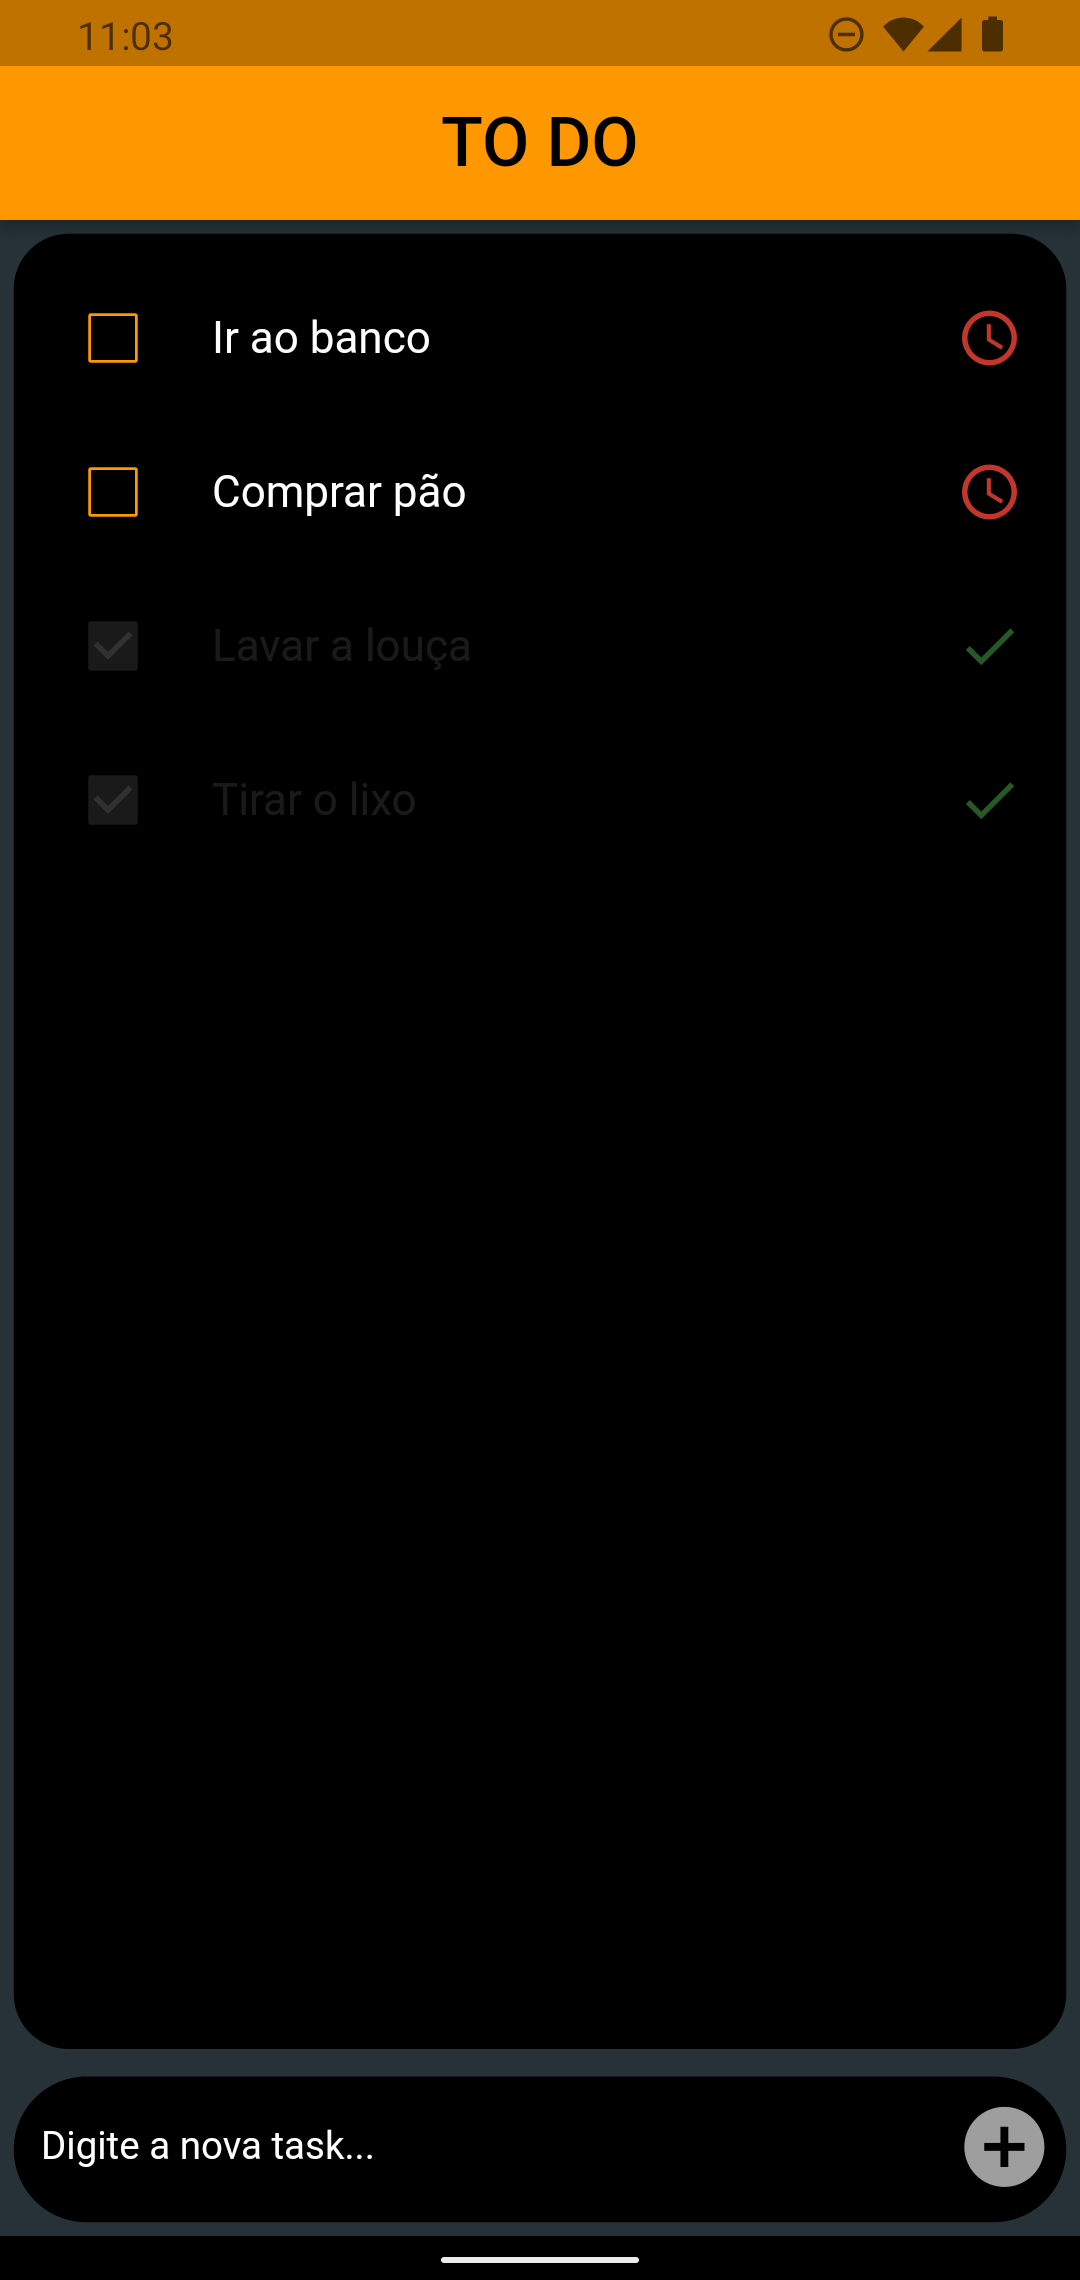 11:03
TO DO
Ir ao banco
Comprar pão
Lavar a louça
Tirar o lixo
Digite a nova task...